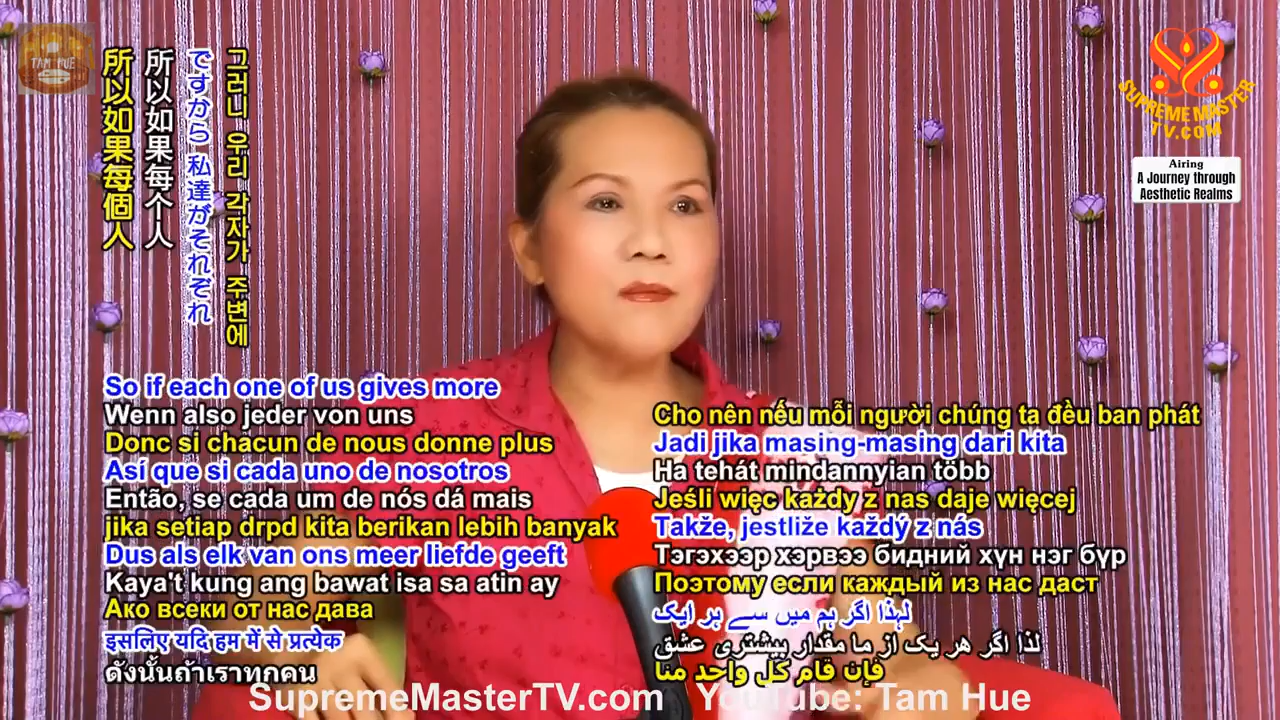 TAM HUE
所以如果每個人
所以如果每个人
ですから 私達がそれぞれ
그러니 우리 각자가 주변에
SUPREME MASTER
TV.COM
Airing
A Journey through
Aesthetic Realms
So if each one of us gives more
Wenn also jeder von uns
Donc si chacun de nous donne plus
Así que si cada uno de nosotros
Então, se cada um de nós dá mais
jika setiap drpd kita berikan lebih banyak
Dus als elk van ons meer liefde geeft
Kaya't kung ang bawat isa sa atin ay
Ако всеки от нас дава
इसलिए यदि हम में से प्रत्येक
ดังนั้นถ้าเราทุกคน
Cho nên nếu mỗi người chúng ta đều ban phát
Jadi jika masing-masing dari kita
Ha tehát mindannyian több
Jeśli więc każdy z nas daje więcej
Takže, jestliže každý z nás
Тэгэхээр хэрвээ бидний хүн нэг бүр
Поэтому если каждый из нас даст
لہذا اگر ہم میں سے ہر ایک
لذا اگر هر یک از ما مقدار بیشتری عشق
فإن قام كل واحد منا
SupremeMasterTV.com YouTube: Tam Hue